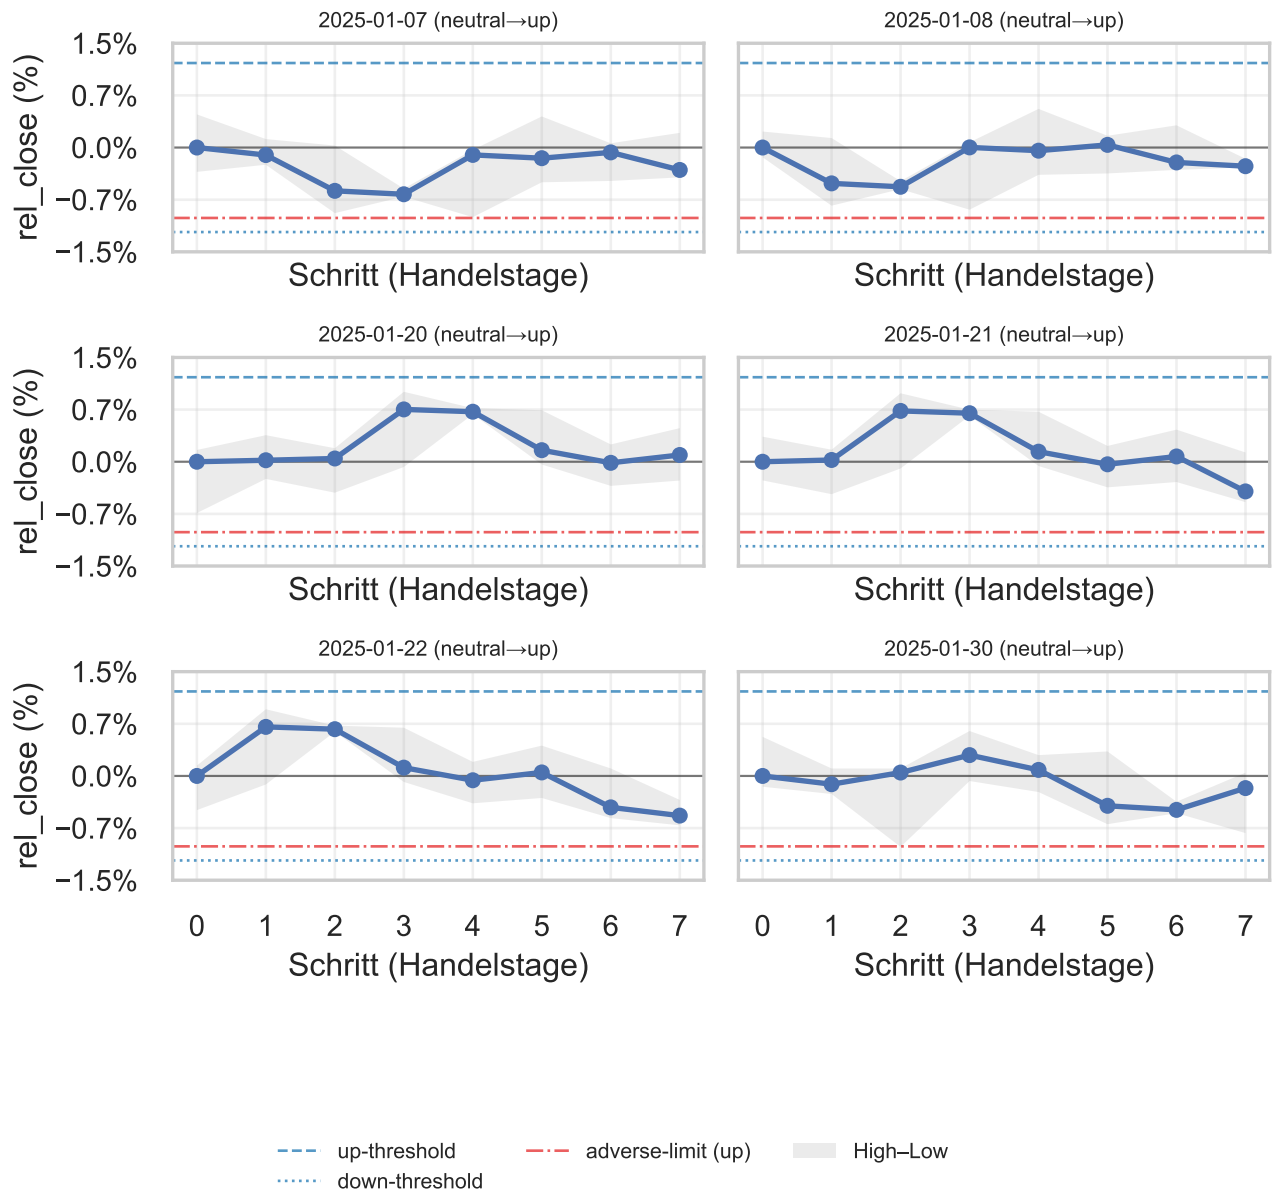 2025-01-07 (neutral→up)
2025-01-08 (neutral→up)
rel_close (%)
1.5%
0.7%
0.0%
−0.7%
−1.5%
Schritt (Handelstage)
Schritt (Handelstage)
2025-01-20 (neutral→up)
2025-01-21 (neutral→up)
rel_close (%)
1.5%
0.7%
0.0%
−0.7%
−1.5%
Schritt (Handelstage)
Schritt (Handelstage)
2025-01-22 (neutral→up)
2025-01-30 (neutral→up)
rel_close (%)
1.5%
0.7%
0.0%
−0.7%
−1.5%
0 1 2 3 4 5 6 7
0 1 2 3 4 5 6 7
Schritt (Handelstage)
Schritt (Handelstage)
up-threshold
down-threshold
adverse-limit (up)
High–Low